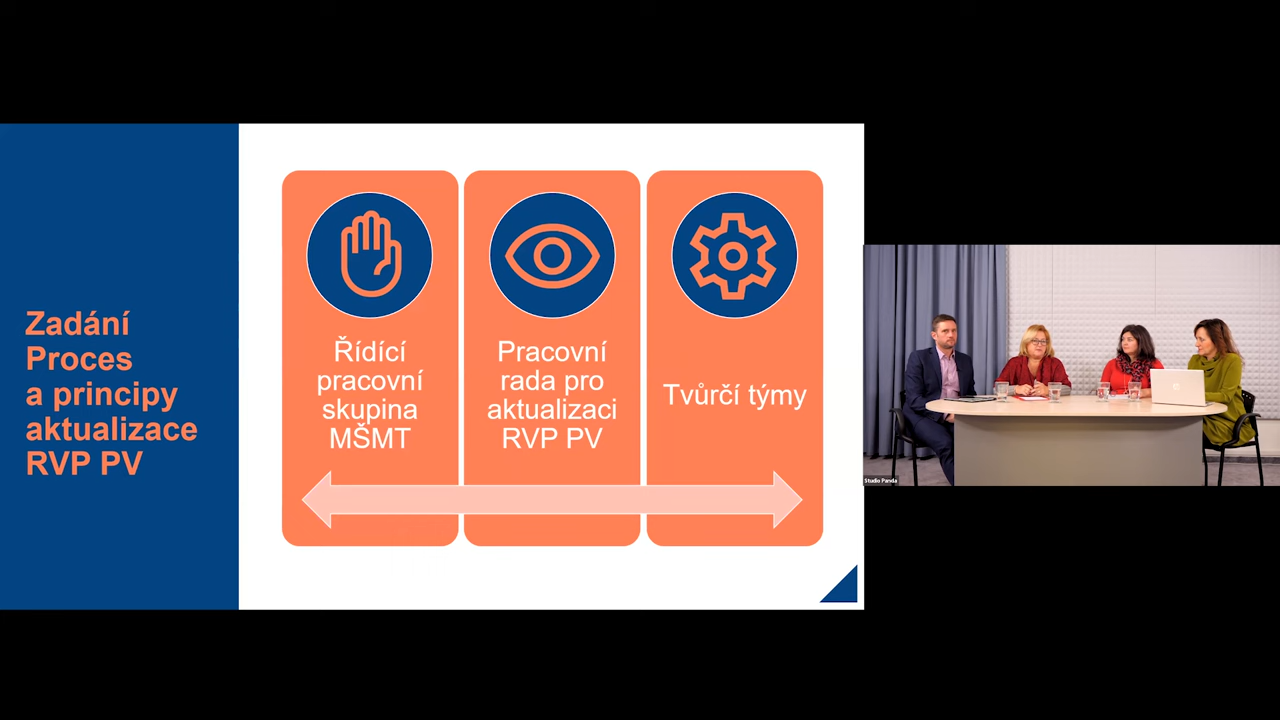 Zadání
Proces
a principy
aktualizace
RVP PV
Řídící
pracovní
skupina
MŠMT
Pracovní
rada pro
aktualizaci
RVP PV
Tvůrčí týmy
Studio Panda